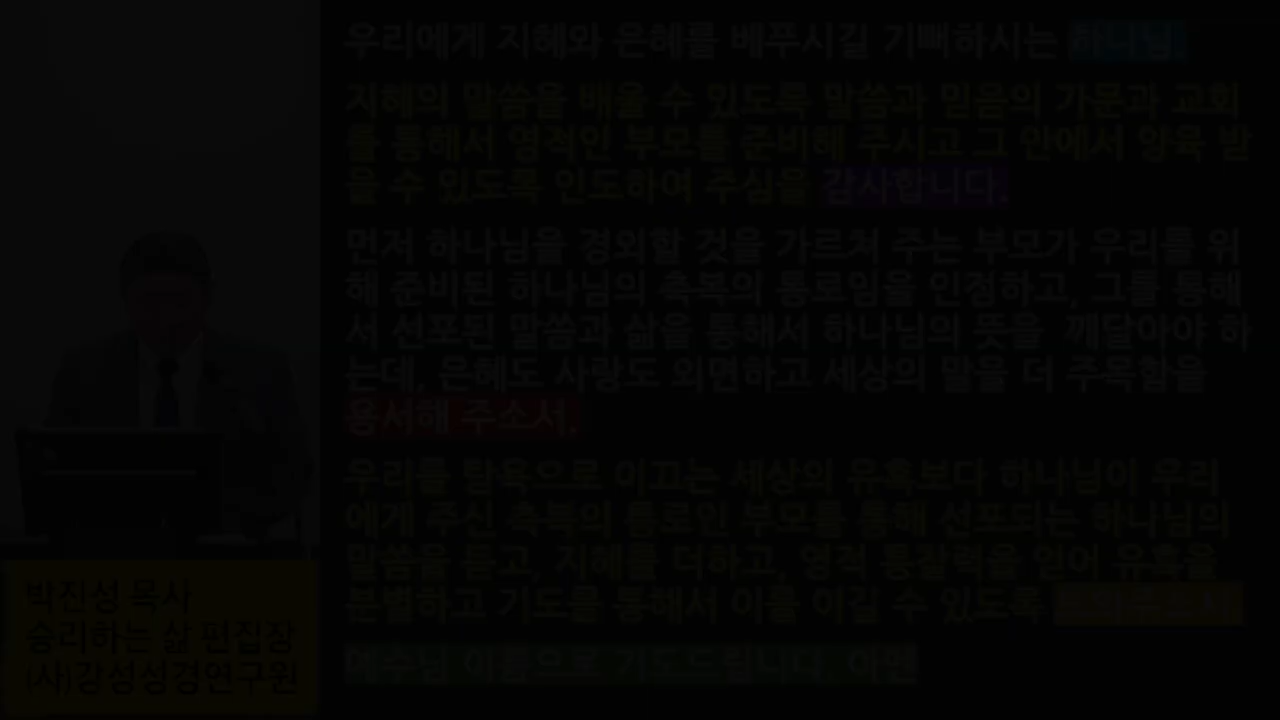 우리에게 지혜와 은혜를 베푸시길 기뻐하시는 하나님.
지혜의 말씀을 배울 수 있도록 말씀과 믿음의 가문과 교회
를 통해서 영적인 부모를 준비해 주시고 그 안에서 양육 받
을 수 있도록 인도하여 주심을 감사합니다.
먼저 하나님을 경외할 것을 가르쳐 주는 부모가 우리를 위
해 준비된 하나님의 축복의 통로임을 인정하고, 그를 통해
서 선포된 말씀과 삶을 통해서 하나님의 뜻을 깨달아야 하
는데, 은혜도 사랑도 외면하고 세상의 말을 더 주목함을
용서해 주소서.
우리를 탐욕으로 이끄는 세상의 유혹보다 하나님이 우리
에게 주신 축복의 통로인 부모를 통해 선포되는 하나님의
말씀을 듣고, 지혜를 더하고, 영적 통찰력을 얻어 유혹을
분별하고 기도를 통해서 이를 이길 수 있도록
예수님 이름으로 기도드립니다. 아멘
박진성 목사
승리하는 삶 편집장
(사)강성성경연구원